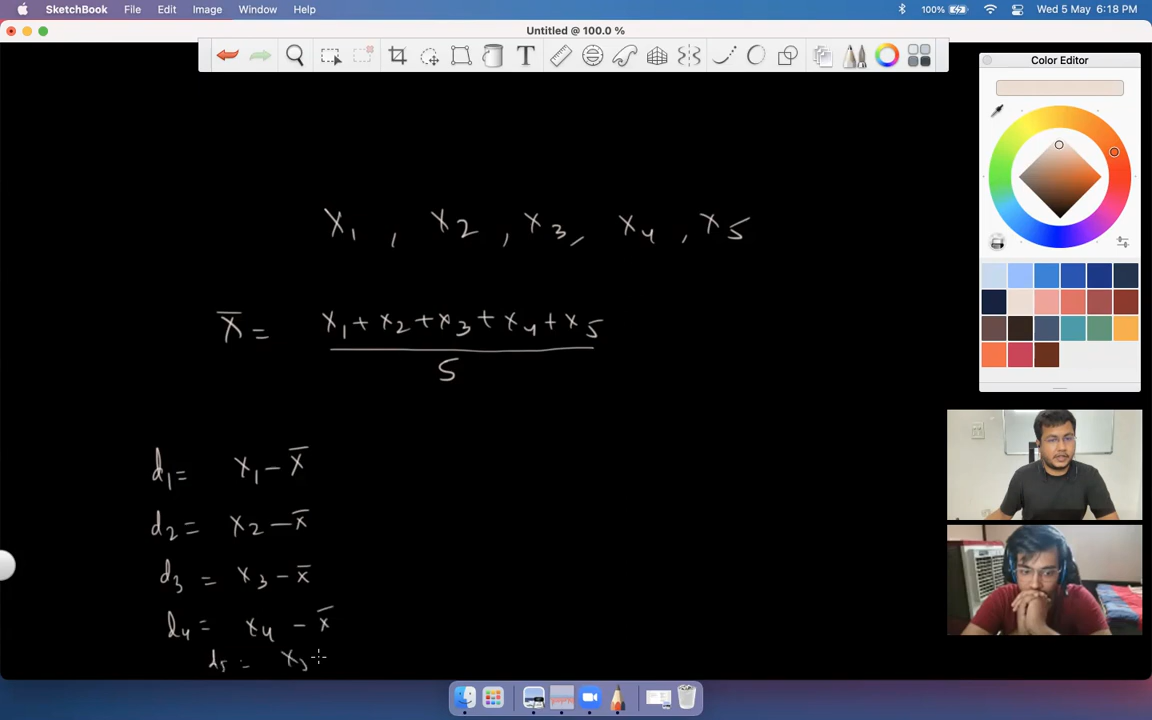 SketchBook File Edit Image Window Help 100% Wed 5 May 6:18 PM
Untitled @ 100.0 %
T
Color Editor
x₁ , x₂ , x₃, x₄ , x₅
x̄ = x₁ + x₂ + x₃ + x₄ + x₅
5
d₁ = x₁ – x̄
d₂ = x₂ – x̄
d₃ = x₃ – x̄
d₄ = x₄ – x̄
d₅ = x₅ -